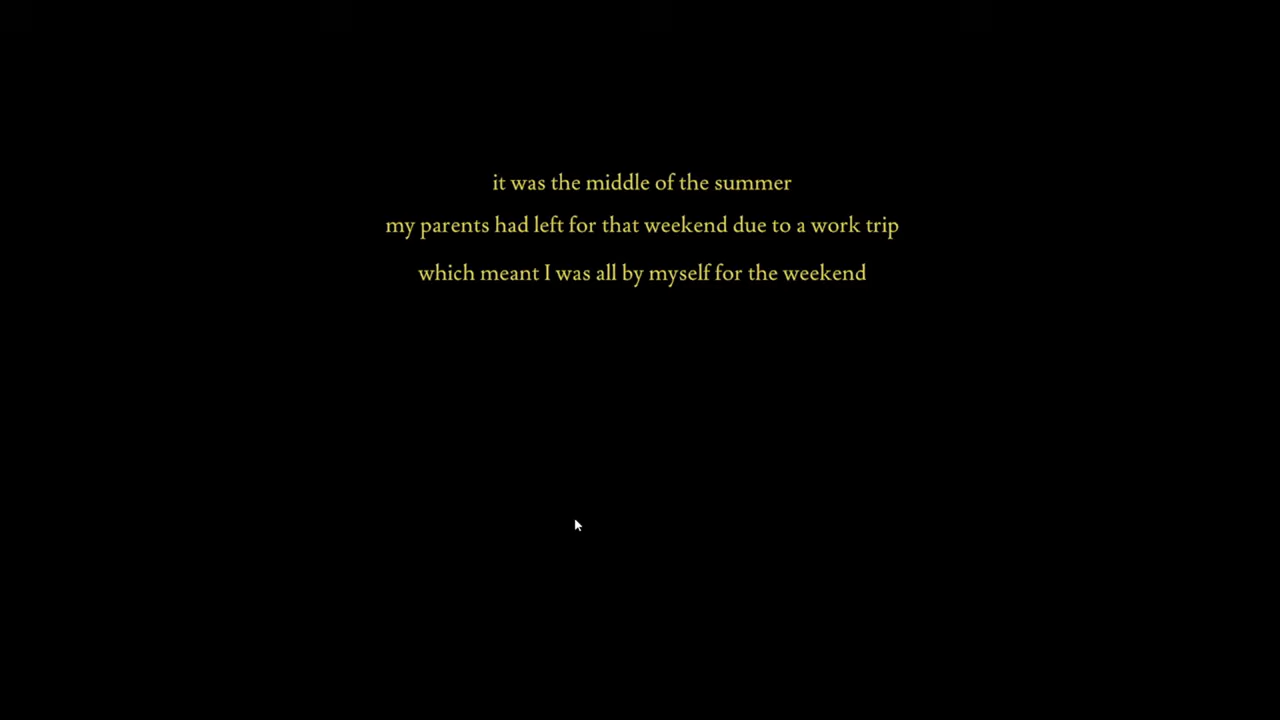 it was the middle of the summer
my parents had left for that weekend due to a work trip
which meant I was all by myself for the weekend